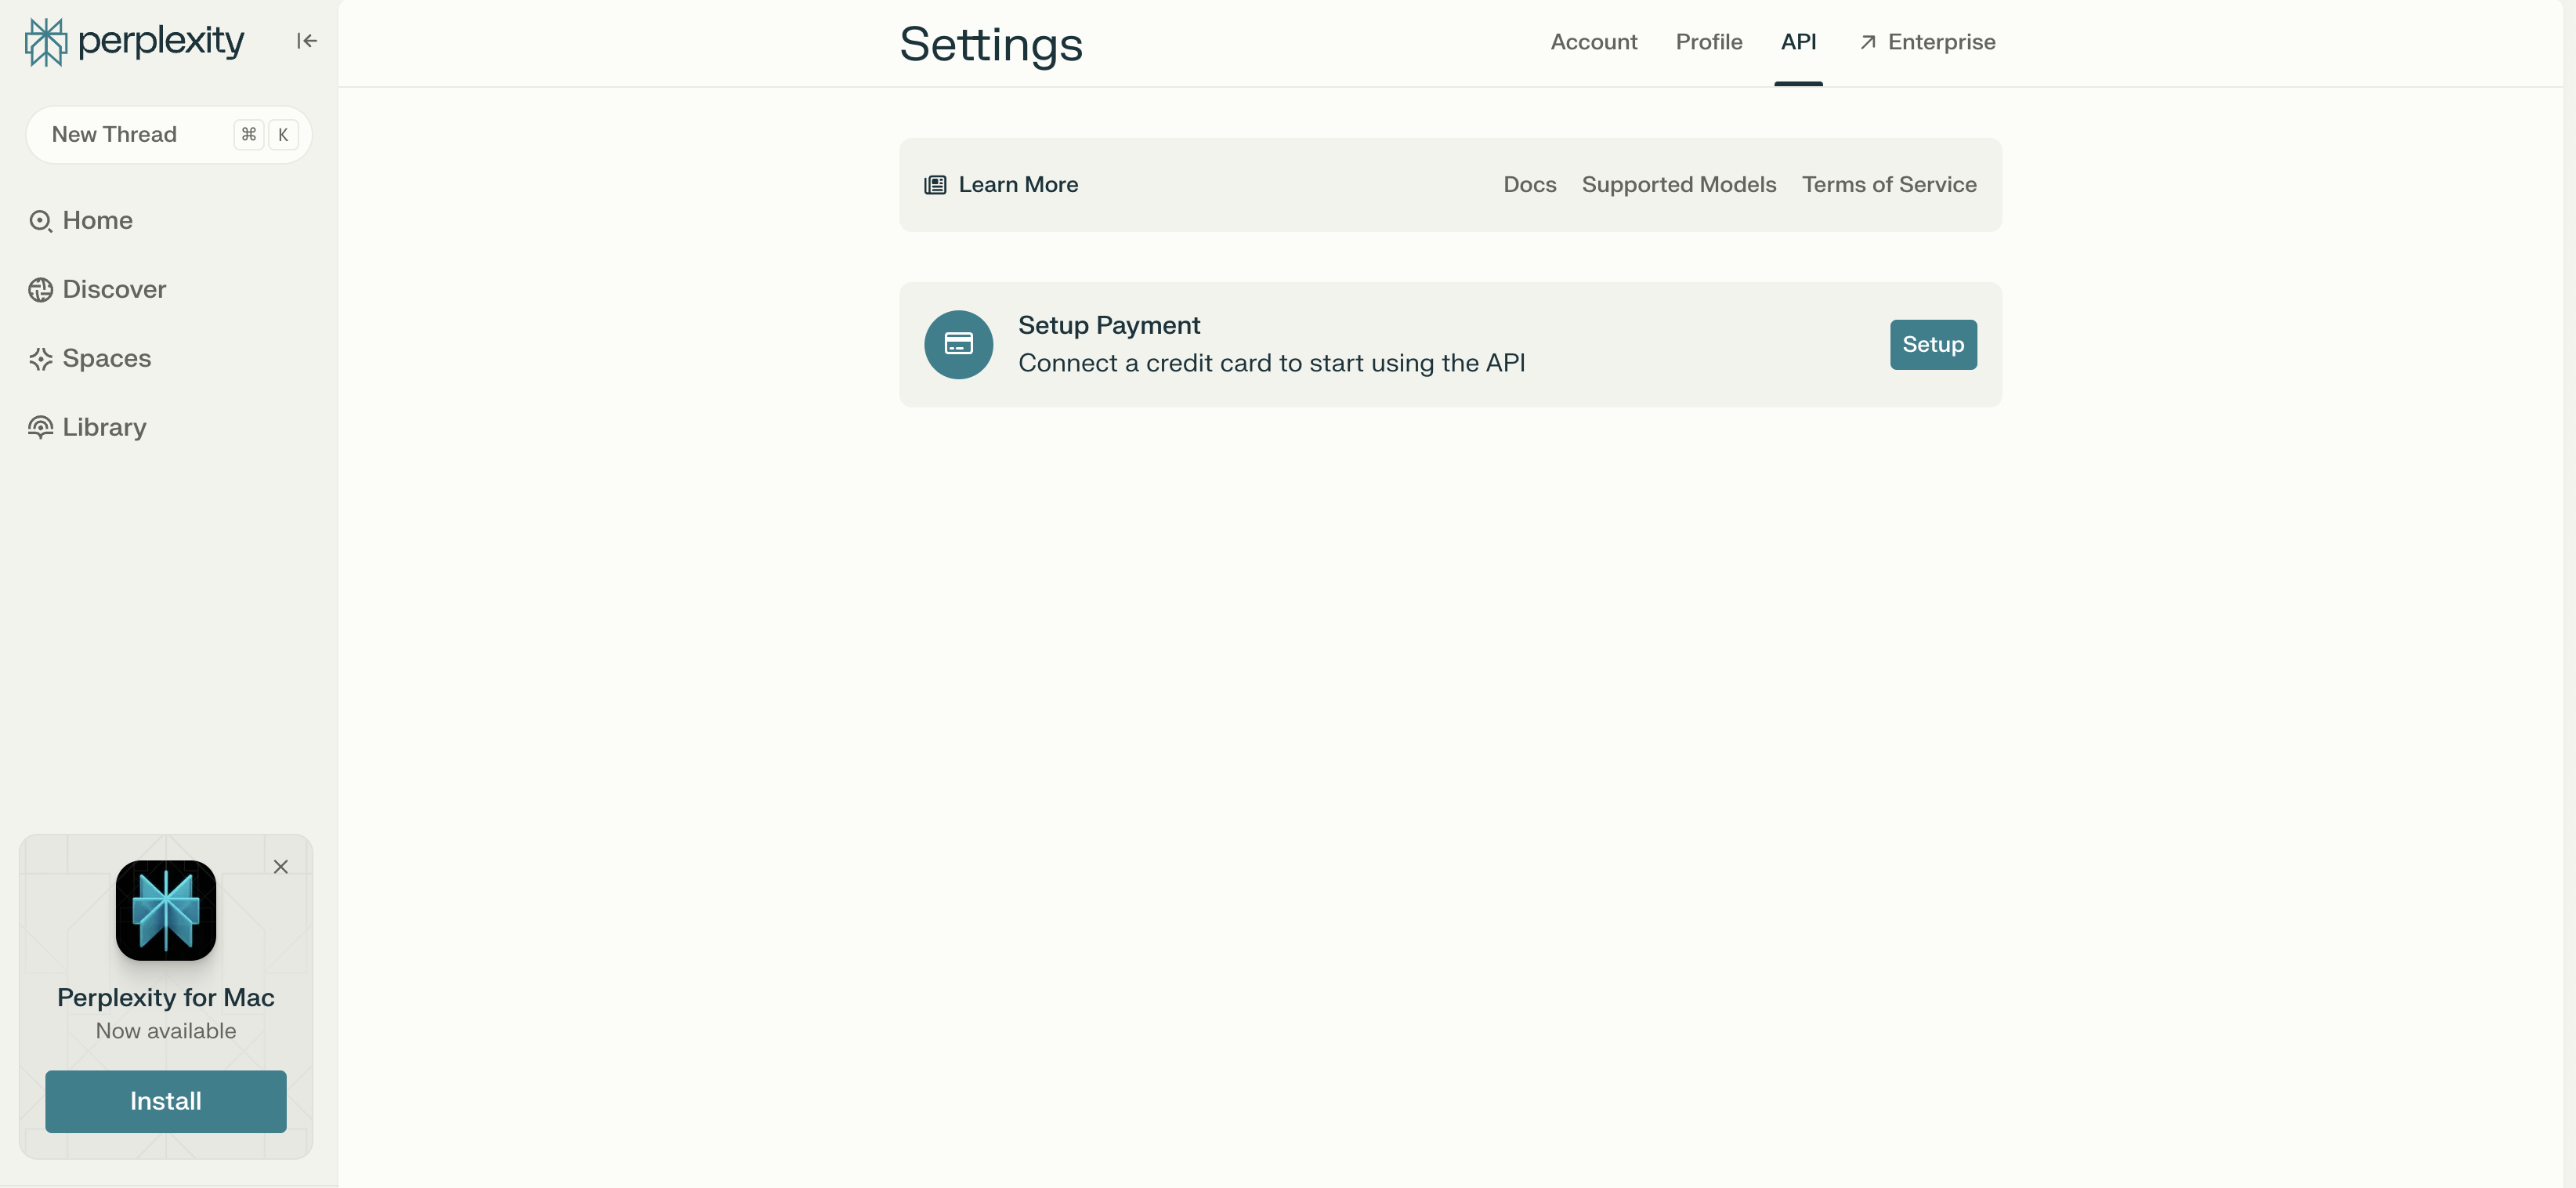 perplexity
New Thread ⌘ K
Home
Discover
Spaces
Library
Perplexity for Mac
Now available
Install
Settings
Account Profile API Enterprise
Learn More Docs Supported Models Terms of Service
Setup Payment
Connect a credit card to start using the API
Setup